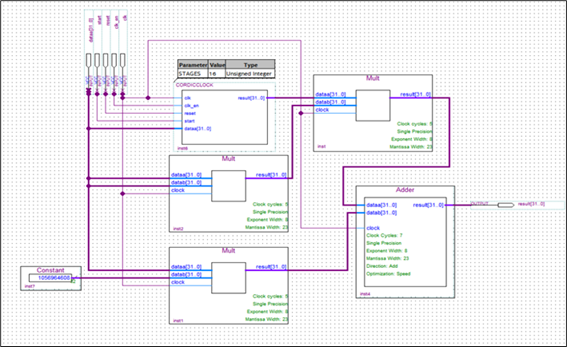 dataa[31..0]
start
reset
clk_en
clk
Parameter Value Type
STAGES 16 Unsigned Integer
CORDICCLOCK
clk result[31..0]
clk_en
reset
start
dataa[31..0]
Mult
dataa[31..0] result[31..0]
datab[31..0]
clock
Clock cycles: 5
Single Precision
Exponent Width: 8
Mantissa Width: 23
inst
Mult
dataa[31..0] result[31..0]
datab[31..0]
clock
Clock cycles: 5
Single Precision
Exponent Width: 8
Mantissa Width: 23
inst2
Adder
dataa[31..0] result[31..0]
datab[31..0]
clock
Clock Cycles: 7
Single Precision
Exponent Width: 8
Mantissa Width: 23
Direction: Add
Optimization: Speed
inst4
OUTPUT
result[31..0]
Mult
dataa[31..0] result[31..0]
datab[31..0]
clock
Clock cycles: 5
Single Precision
Exponent Width: 8
Mantissa Width: 23
inst1
Constant
1056964608
inst7